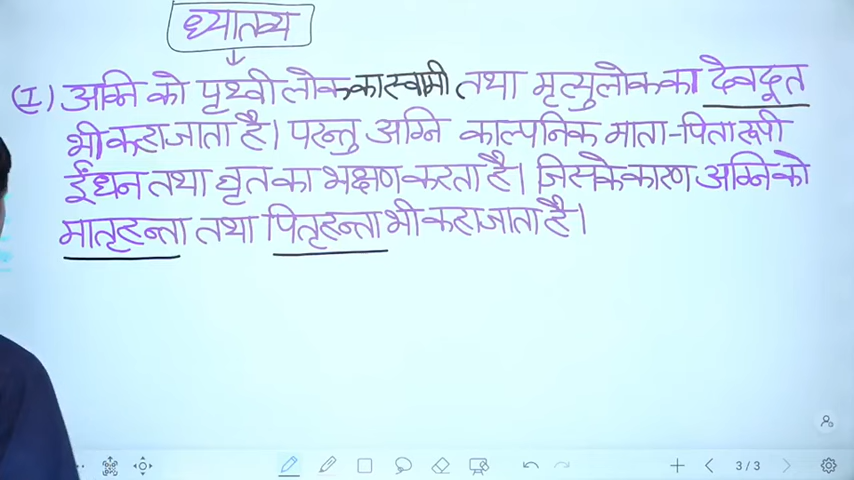 ध्यातव्य
(I) अग्नि को पृथ्वी लोक का स्वामी तथा मृत्युलोक का देवदूत
भी कहा जाता है। परन्तु अग्नि काल्पनिक माता-पिता रूपी
ईंधन तथा घृत का भक्षण करता है। जिसके कारण अग्नि को
मातृहन्ता तथा पितृहन्ता भी कहा जाता है।
3/3